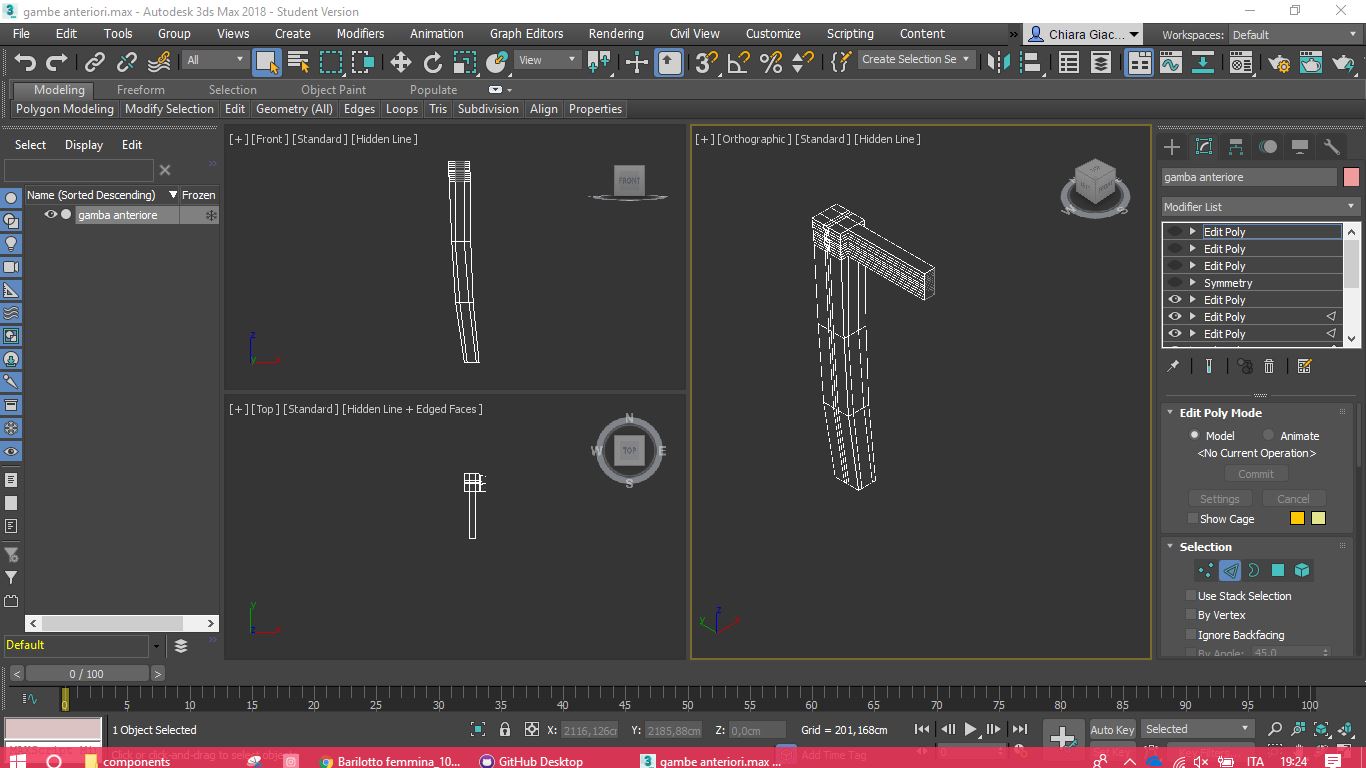 gambe anteriori.max - Autodesk 3ds Max 2018 - Student Version
File Edit Tools Group Views Create Modifiers Animation Graph Editors Rendering Civil View Customize Scripting Content » Chiara Giac... Workspaces: Default
All View Create Selection Se
Modeling Freeform Selection Object Paint Populate
Polygon Modeling Modify Selection Edit Geometry (All) Edges Loops Tris Subdivision Align Properties
Select Display Edit
Name (Sorted Descending) Frozen
gamba anteriore
[+] [Front] [Standard] [Hidden Line]
FRONT
z
x
y
[+] [Top] [Standard] [Hidden Line + Edged Faces]
N
W TOP E
S
y
z x
[+] [Orthographic] [Standard] [Hidden Line]
TOP
W S
z
y x
gamba anteriore
Modifier List
Edit Poly
Edit Poly
Edit Poly
Symmetry
Edit Poly
Edit Poly
Edit Poly
Edit Poly Mode
Model Animate
<No Current Operation>
Commit
Settings Cancel
Show Cage
Selection
Use Stack Selection
By Vertex
Ignore Backfacing
By Angle: 45,0
Default
< 0 / 100 >
0 5 10 15 20 25 30 35 40 45 50 55 60 65 70 75 80 85 90 95 100
1 Object Selected X: 2116,126cr Y: 2185,88cm Z: 0,0cm Grid = 201,168cm Auto Key Selected
Click or click-and-drag to select objects Add Time Tag 0 Set Key Key Filters...
components Barilotto femmina_10... GitHub Desktop gambe anteriori.max ... ITA 19:24